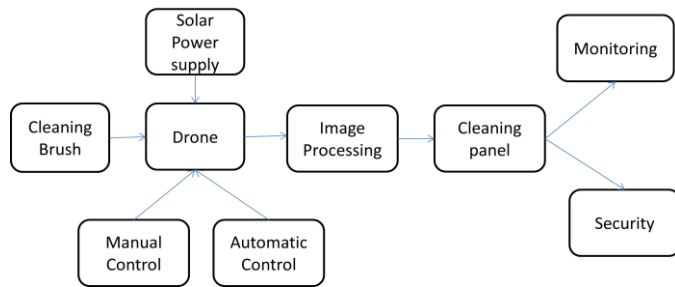 Solar
Power
supply
Monitoring
Cleaning
Brush
Drone
Image
Processing
Cleaning
panel
Manual
Control
Automatic
Control
Security